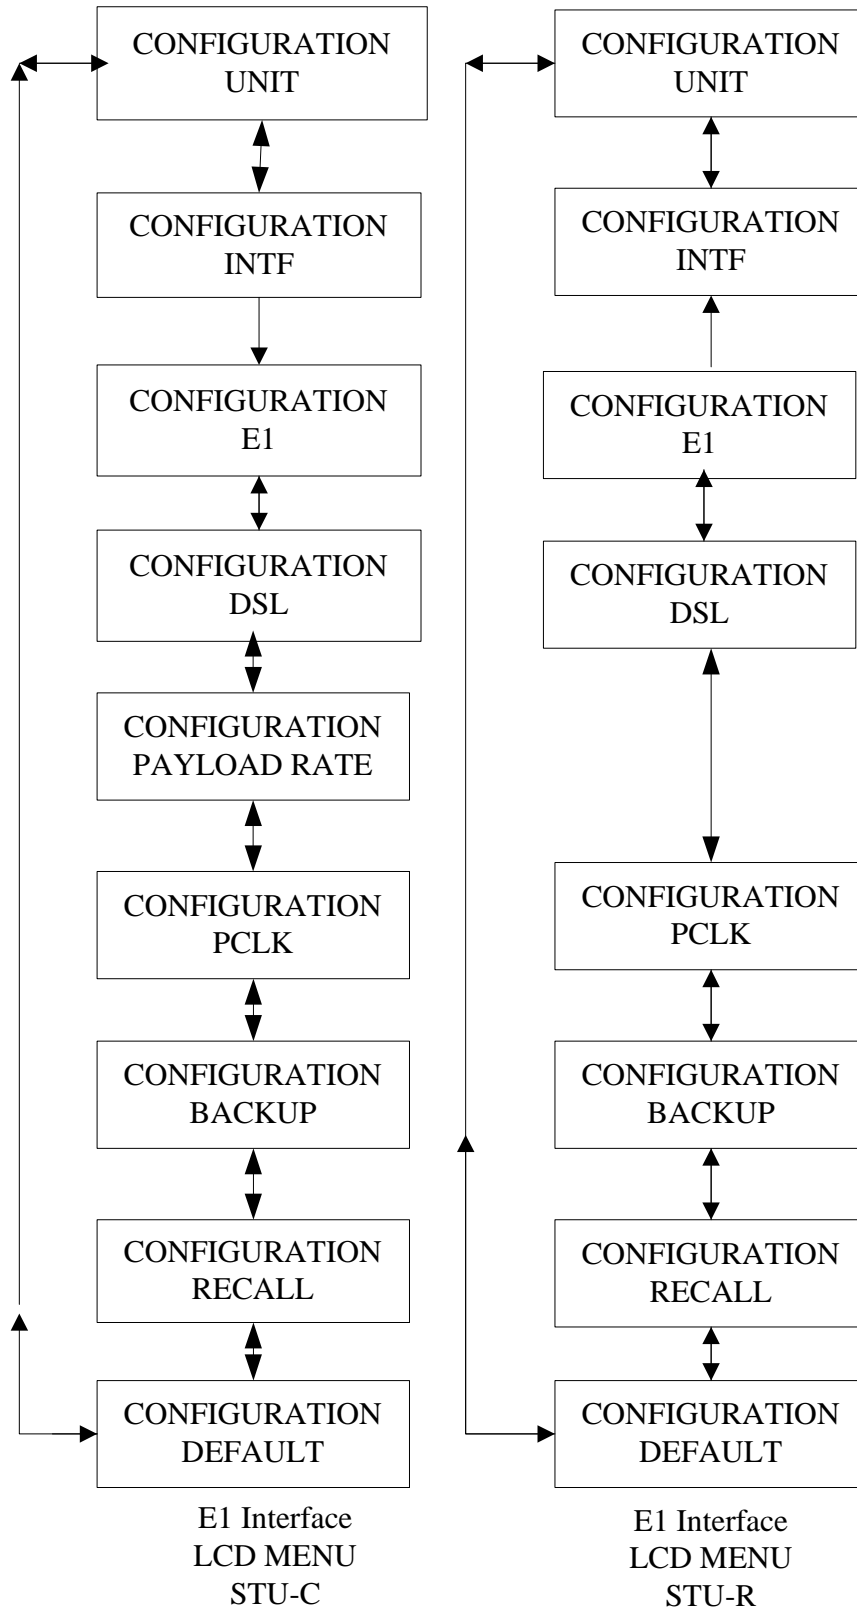 CONFIGURATION
UNIT
CONFIGURATION
INTF
CONFIGURATION
E1
CONFIGURATION
DSL
CONFIGURATION
PAYLOAD RATE
CONFIGURATION
PCLK
CONFIGURATION
BACKUP
CONFIGURATION
RECALL
CONFIGURATION
DEFAULT
E1 Interface
LCD MENU
STU-C
CONFIGURATION
UNIT
CONFIGURATION
INTF
CONFIGURATION
E1
CONFIGURATION
DSL
CONFIGURATION
PCLK
CONFIGURATION
BACKUP
CONFIGURATION
RECALL
CONFIGURATION
DEFAULT
E1 Interface
LCD MENU
STU-R